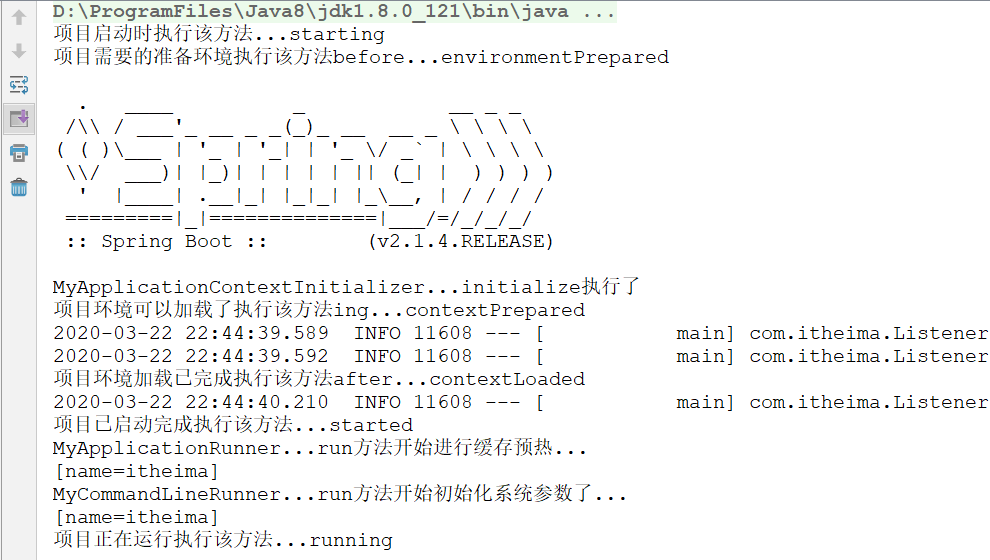 D:\ProgramFiles\Java8\jdk1.8.0_121\bin\java ...
项目启动时执行该方法...starting
项目需要的准备环境执行该方法before...environmentPrepared
  .   ____          _            __ _ _
 /\\ / ___'_ __ _ _(_)_ __  __ _ \ \ \ \
( ( )\___ | '_ | '_| | '_ \/ _` | \ \ \ \
 \\/  ___)| |_)| | | | | || (_| |  ) ) ) )
  '  |____| .__|_| |_|_| |_\__, | / / / /
 =========|_|==============|___/=/_/_/_/
 :: Spring Boot ::        (v2.1.4.RELEASE)
MyApplicationContextInitializer...initialize执行了
项目环境可以加载了执行该方法ing...contextPrepared
2020-03-22 22:44:39.589  INFO 11608 --- [           main] com.itheima.Listener
2020-03-22 22:44:39.592  INFO 11608 --- [           main] com.itheima.Listener
项目环境加载已完成执行该方法after...contextLoaded
2020-03-22 22:44:40.210  INFO 11608 --- [           main] com.itheima.Listener
项目已启动完成执行该方法...started
MyApplicationRunner...run方法开始进行缓存预热...
[name=itheima]
MyCommandLineRunner...run方法开始初始化系统参数了...
[name=itheima]
项目正在运行执行该方法...running